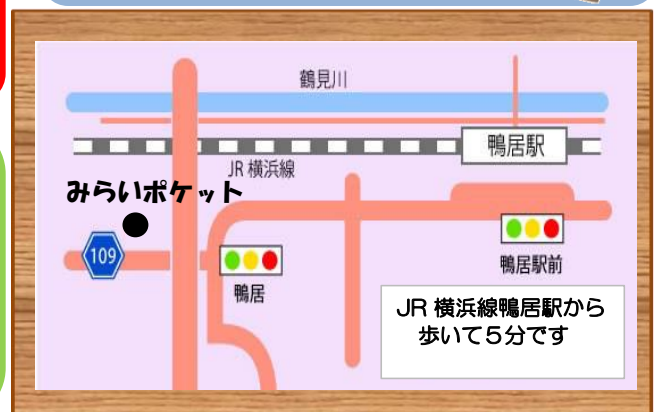 鶴見川
鴨居駅
JR 横浜線
みらいポケット
109
鴨居
鴨居駅前
JR 横浜線鴨居駅から
歩いて5分です